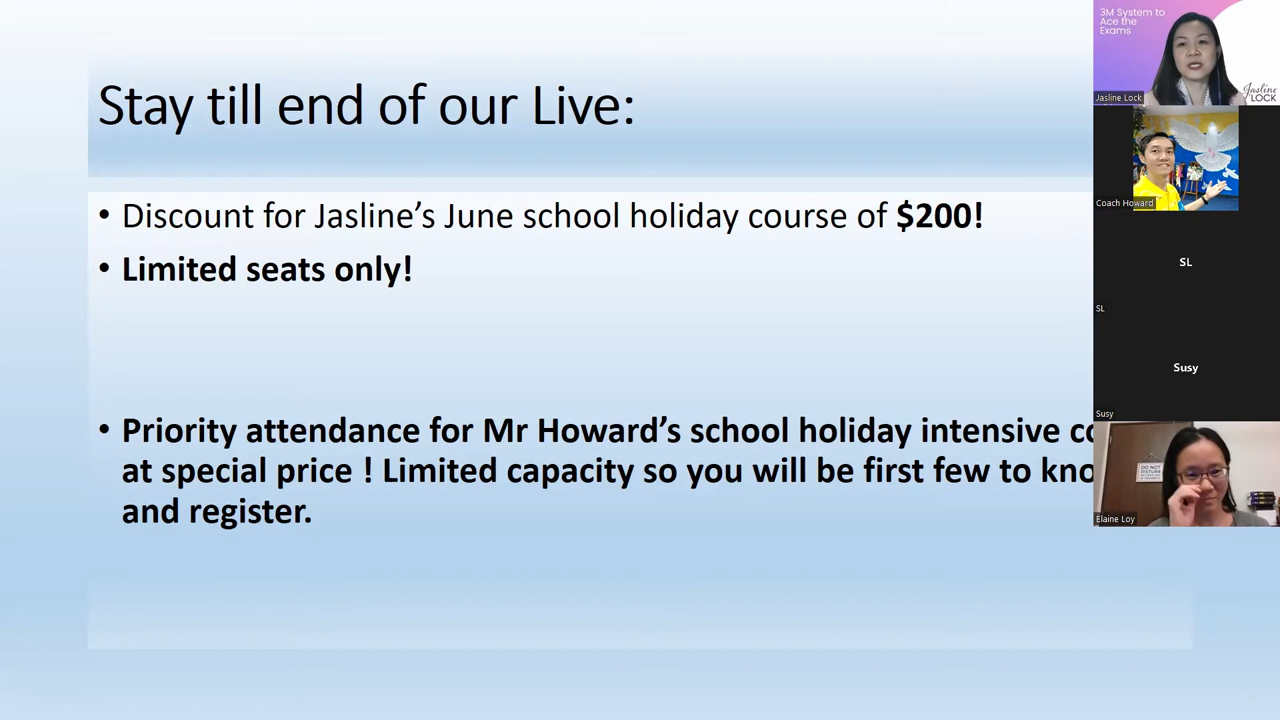 Stay till end of our Live:
• Discount for Jasline’s June school holiday course of $200!
• Limited seats only!
• Priority attendance for Mr Howard’s school holiday intensive
at special price ! Limited capacity so you will be first few to
and register.
3M System to
Ace the
Exams
Jasline
LOCK
Jasline Lock
Coach Howard
SL
SL
Susy
Susy
DO NOT
DISTURB
Elaine Loy